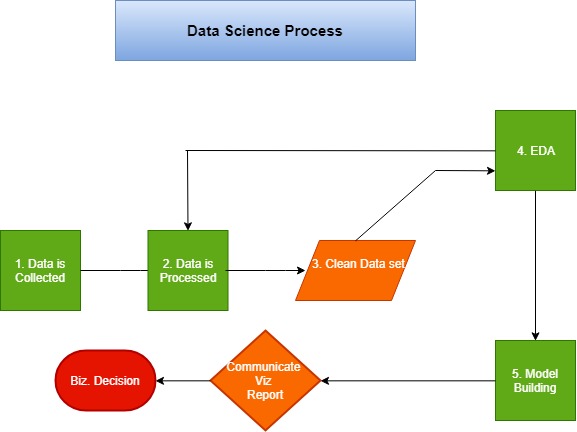 Data Science Process
4. EDA
1. Data is
Collected
2. Data is
Processed
3. Clean Data set
Biz. Decision
Communicate
Viz
Report
5. Model
Building